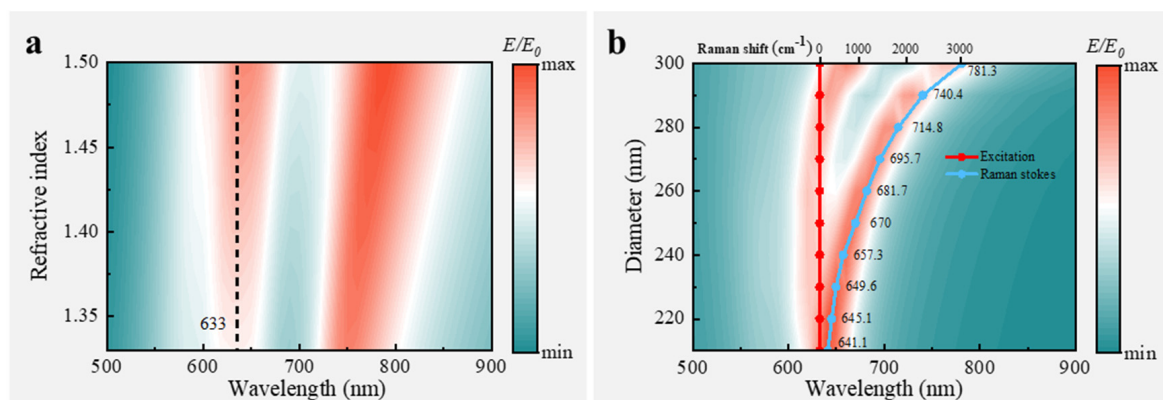 a
E/E0
max
min
1.50
1.45
1.40
1.35
Refractive index
633
500 600 700 800 900
Wavelength (nm)
b
Raman shift (cm-1) 0 1000 2000 3000
E/E0
max
min
300
280
260
240
220
Diameter (nm)
781.3
740.4
714.8
695.7
681.7
670
657.3
649.6
645.1
641.1
Excitation
Raman stokes
500 600 700 800 900
Wavelength (nm)